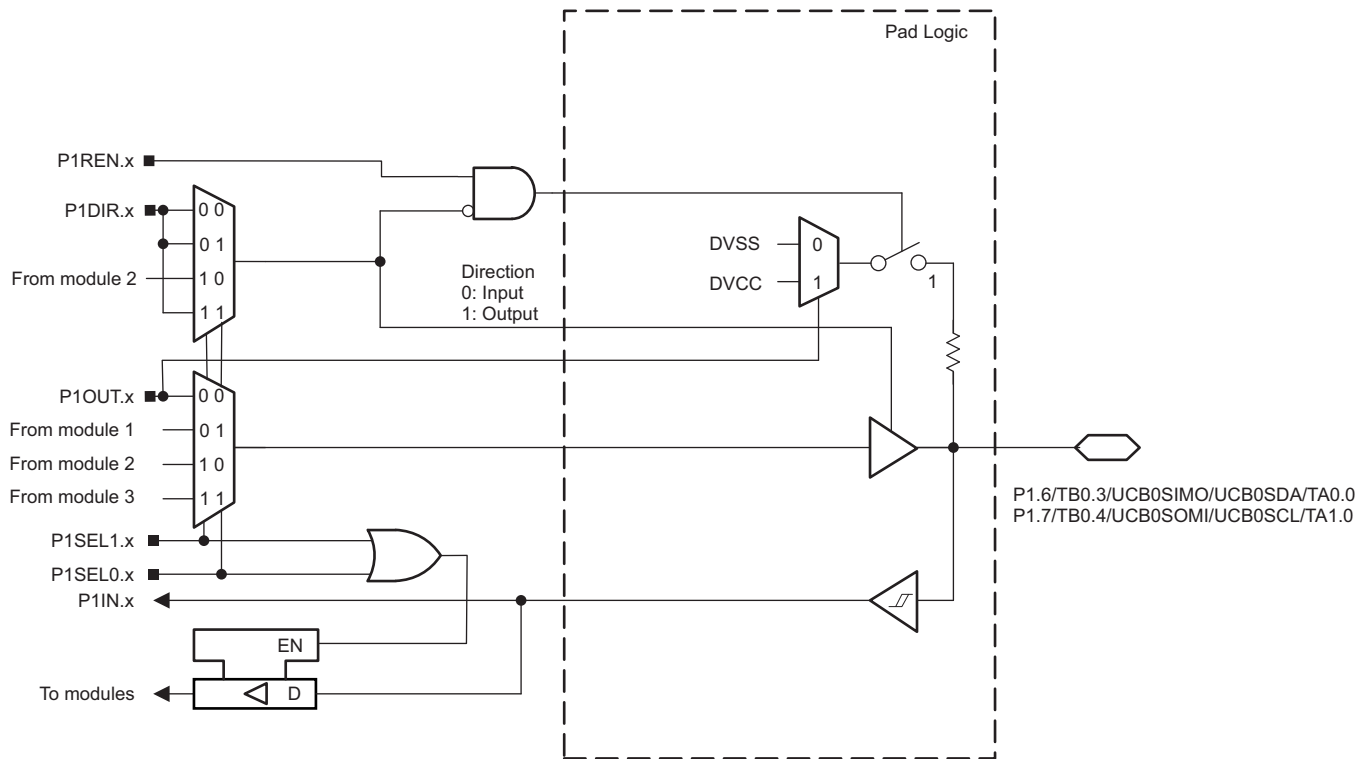 Pad Logic
P1REN.x
P1DIR.x
0 0
0 1
From module 2
1 0
1 1
Direction
0: Input
1: Output
DVSS
0
DVCC
1
1
P1OUT.x
0 0
From module 1
0 1
From module 2
1 0
From module 3
1 1
P1.6/TB0.3/UCB0SIMO/UCB0SDA/TA0.0
P1.7/TB0.4/UCB0SOMI/UCB0SCL/TA1.0
P1SEL1.x
P1SEL0.x
P1IN.x
EN
To modules
D